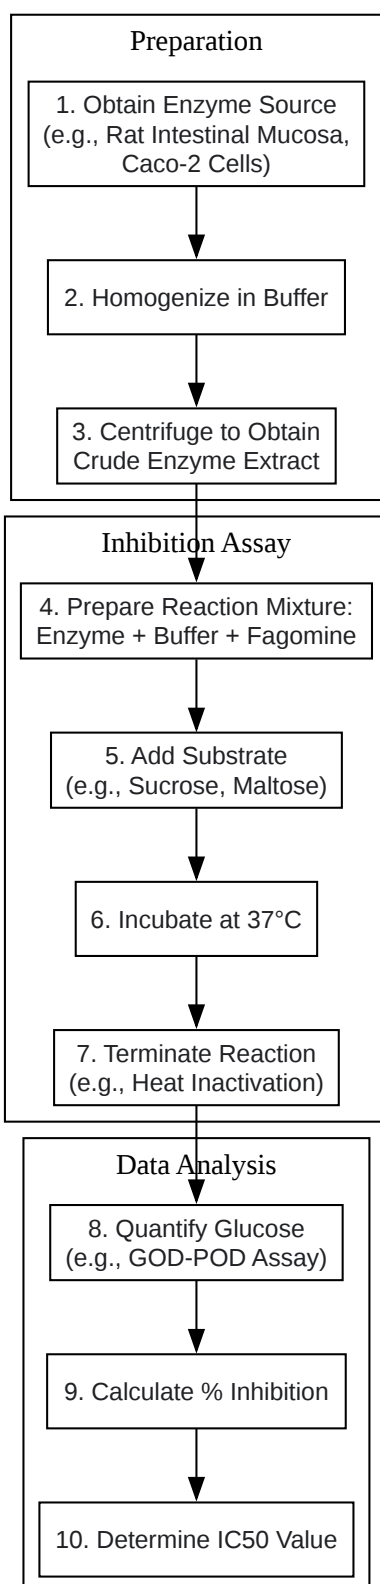 Preparation
1. Obtain Enzyme Source
(e.g., Rat Intestinal Mucosa,
Caco-2 Cells)
2. Homogenize in Buffer
3. Centrifuge to Obtain
Crude Enzyme Extract
Inhibition Assay
4. Prepare Reaction Mixture:
Enzyme + Buffer + Fagomine
5. Add Substrate
(e.g., Sucrose, Maltose)
6. Incubate at 37°C
7. Terminate Reaction
(e.g., Heat Inactivation)
Data Analysis
8. Quantify Glucose
(e.g., GOD-POD Assay)
9. Calculate % Inhibition
10. Determine IC50 Value